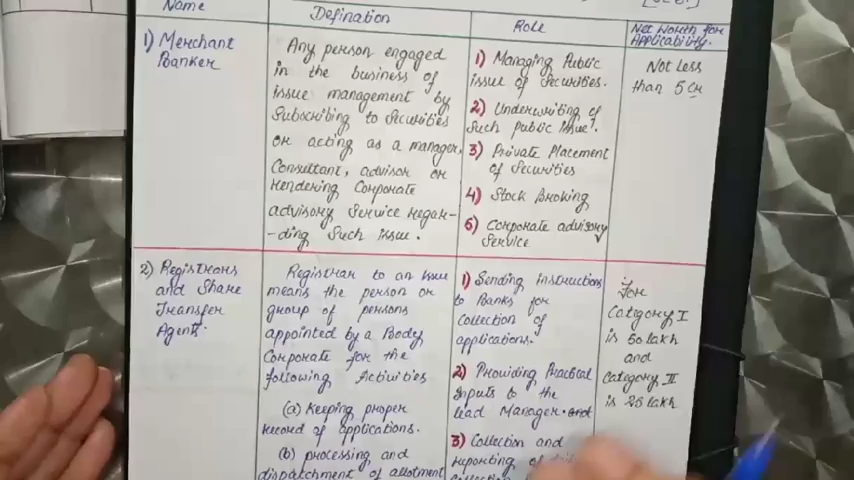 Name
Defination
Role
Net Worth for
Applicability.
1) Merchant
Banker
Any person engaged
in the business of
issue management by
Subscribing to Securities
or acting as a manager,
Consultant, advisor or
rendering Corporate
advisory Service regar-
-ding Such issue.
1) Managing Public
issue of Securities.
2) Underwriting of
Such public issue.
3) Private Placement
of Securities
4) Stock Broking
5) Corporate advisory
Service
Not Less
than 5 Cr
2) Registrars
and Share
Transfer
Agent.
Registrar to an issue
means the person or
group of persons
appointed by a Body
Corporate for the
following Activities
(a) Keeping proper
record of applications.
(b) processing and
dispatchment of allotment
1) Sending instructions
to Banks for
Collection of
applications.
2) Providing Practical
Inputs to the
lead Manager. and
3) Collection and
reporting of
For
Category I
is 50 lakh
and
Category II
is 25 lakh